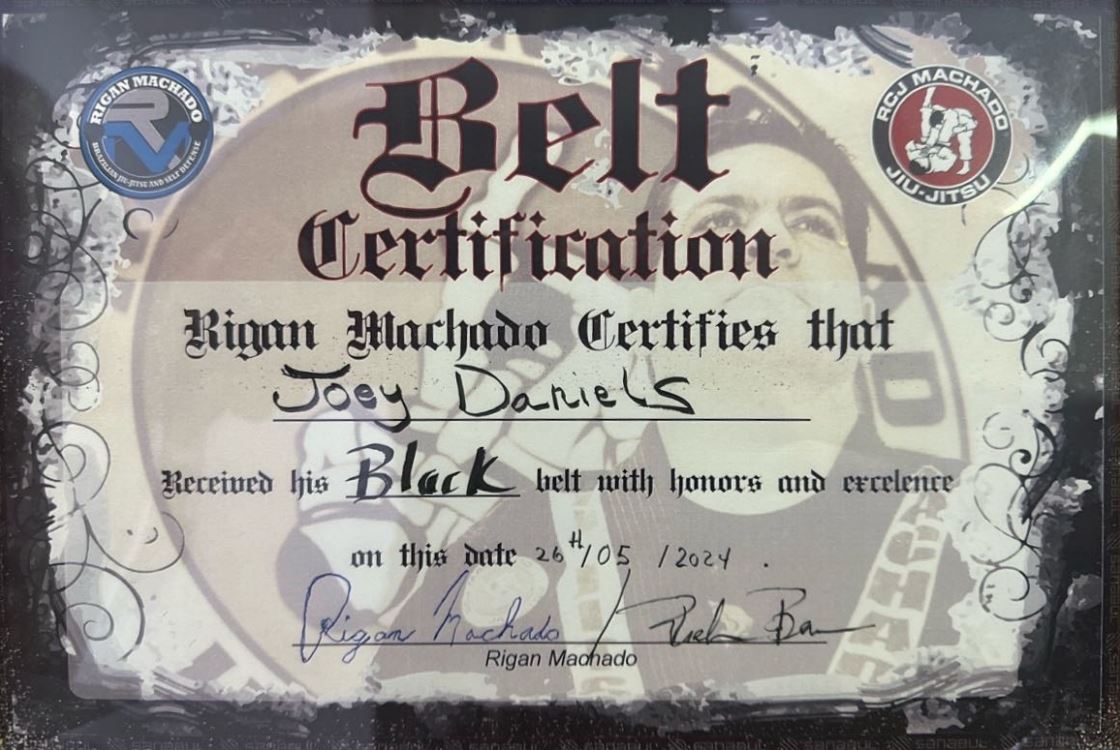 RIGAN MACHADO
BRAZILIAN JIU-JITSU AND SELF DEFENSE
RCJ MACHADO
JIU-JITSU
Belt
Certification
Rigan Machado Certifies that
Joey Daniels
Received his Black belt with honors and excelence
on this date 26th/05 /2024 .
Rigan Machado /
Rigan Machado